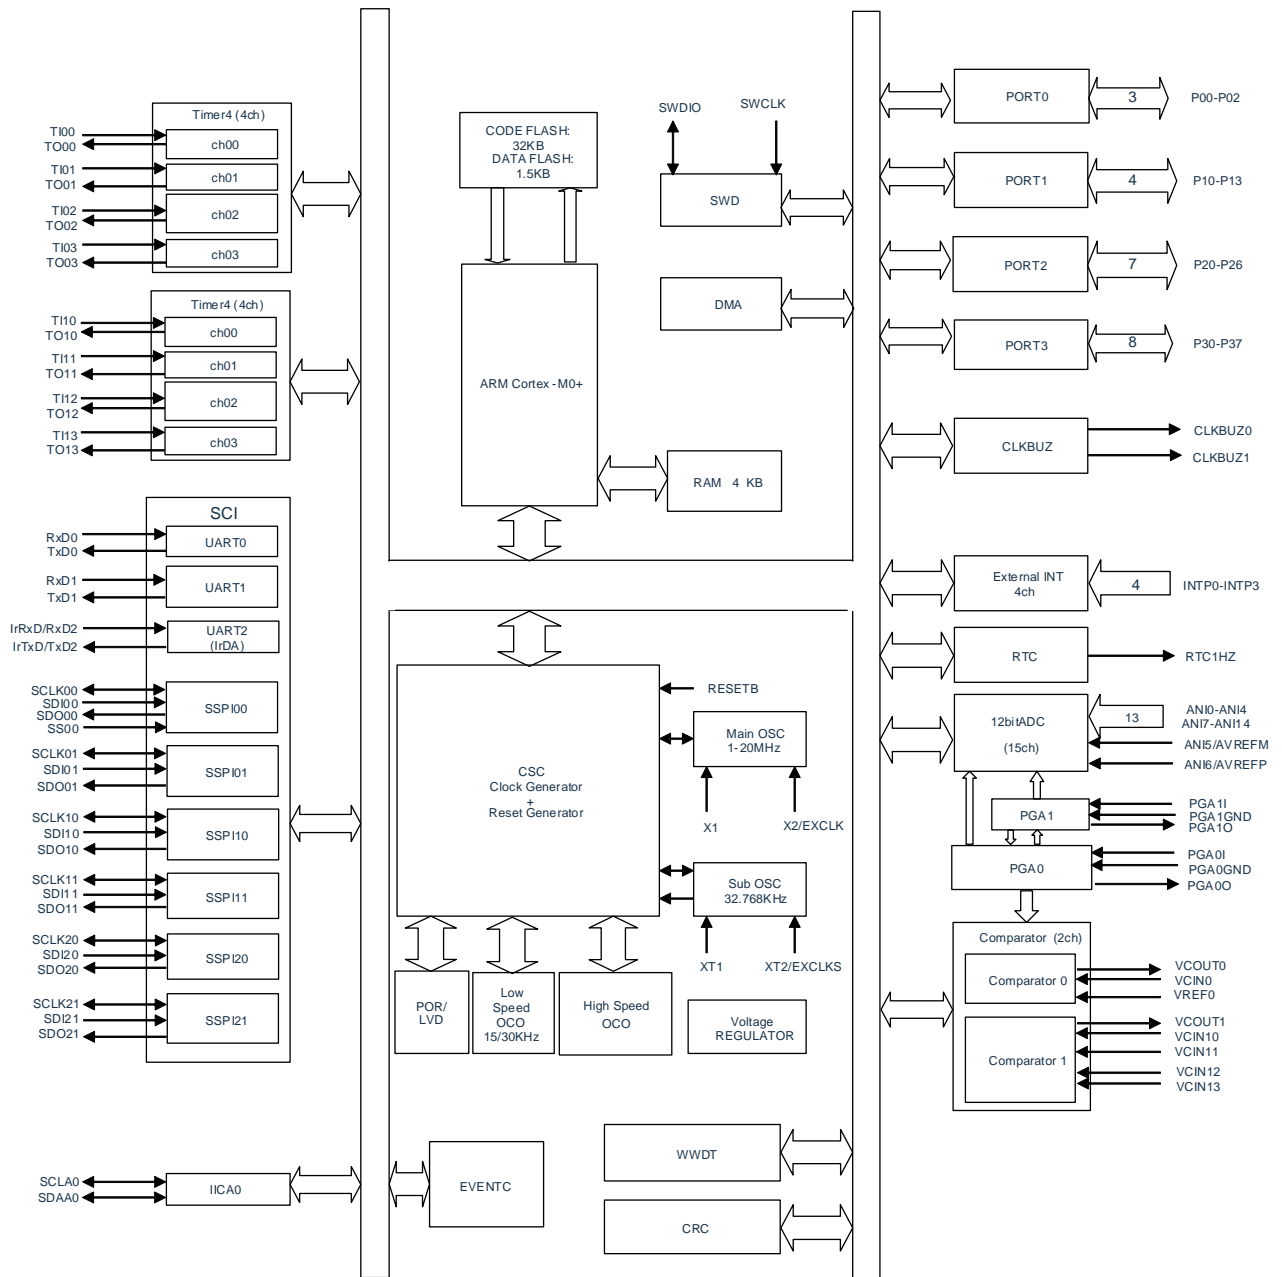 Timer4 (4ch)
TI00
TO00
ch00
TI01
TO01
ch01
TI02
TO02
ch02
TI03
TO03
ch03
Timer4 (4ch)
TI10
TO10
ch00
TI11
TO11
ch01
TI12
TO12
ch02
TI13
TO13
ch03
SCI
RxD0
TxD0
UART0
RxD1
TxD1
UART1
IrRxD/RxD2
IrTxD/TxD2
UART2
(IrDA)
SCLK00
SDI00
SDO00
SS00
SSPI00
SCLK01
SDI01
SDO01
SSPI01
SCLK10
SDI10
SDO10
SSPI10
SCLK11
SDI11
SDO11
SSPI11
SCLK20
SDI20
SDO20
SSPI20
SCLK21
SDI21
SDO21
SSPI21
SCLA0
SDAA0
IICA0
CODE FLASH:
32KB
DATA FLASH:
1.5KB
ARM Cortex -M0+
RAM 4 KB
SWDIO
SWCLK
SWD
DMA
CSC
Clock Generator
+
Reset Generator
RESETB
Main OSC
1-20MHz
X1
X2/EXCLK
Sub OSC
32.768KHz
XT1
XT2/EXCLKS
POR/
LVD
Low
Speed
OCO
15/30KHz
High Speed
OCO
Voltage
REGULATOR
EVENTC
WWDT
CRC
PORT0
3
P00-P02
PORT1
4
P10-P13
PORT2
7
P20-P26
PORT3
8
P30-P37
CLKBUZ
CLKBUZ0
CLKBUZ1
External INT
4ch
4
INTP0-INTP3
RTC
RTC1HZ
12bitADC
(15ch)
13
ANI0-ANI4
ANI7-ANI14
ANI5/AVREFM
ANI6/AVREFP
PGA1
PGA1I
PGA1GND
PGA1O
PGA0
PGA0I
PGA0GND
PGA0O
Comparator (2ch)
Comparator 0
VCOUT0
VCIN0
VREF0
Comparator 1
VCOUT1
VCIN10
VCIN11
VCIN12
VCIN13